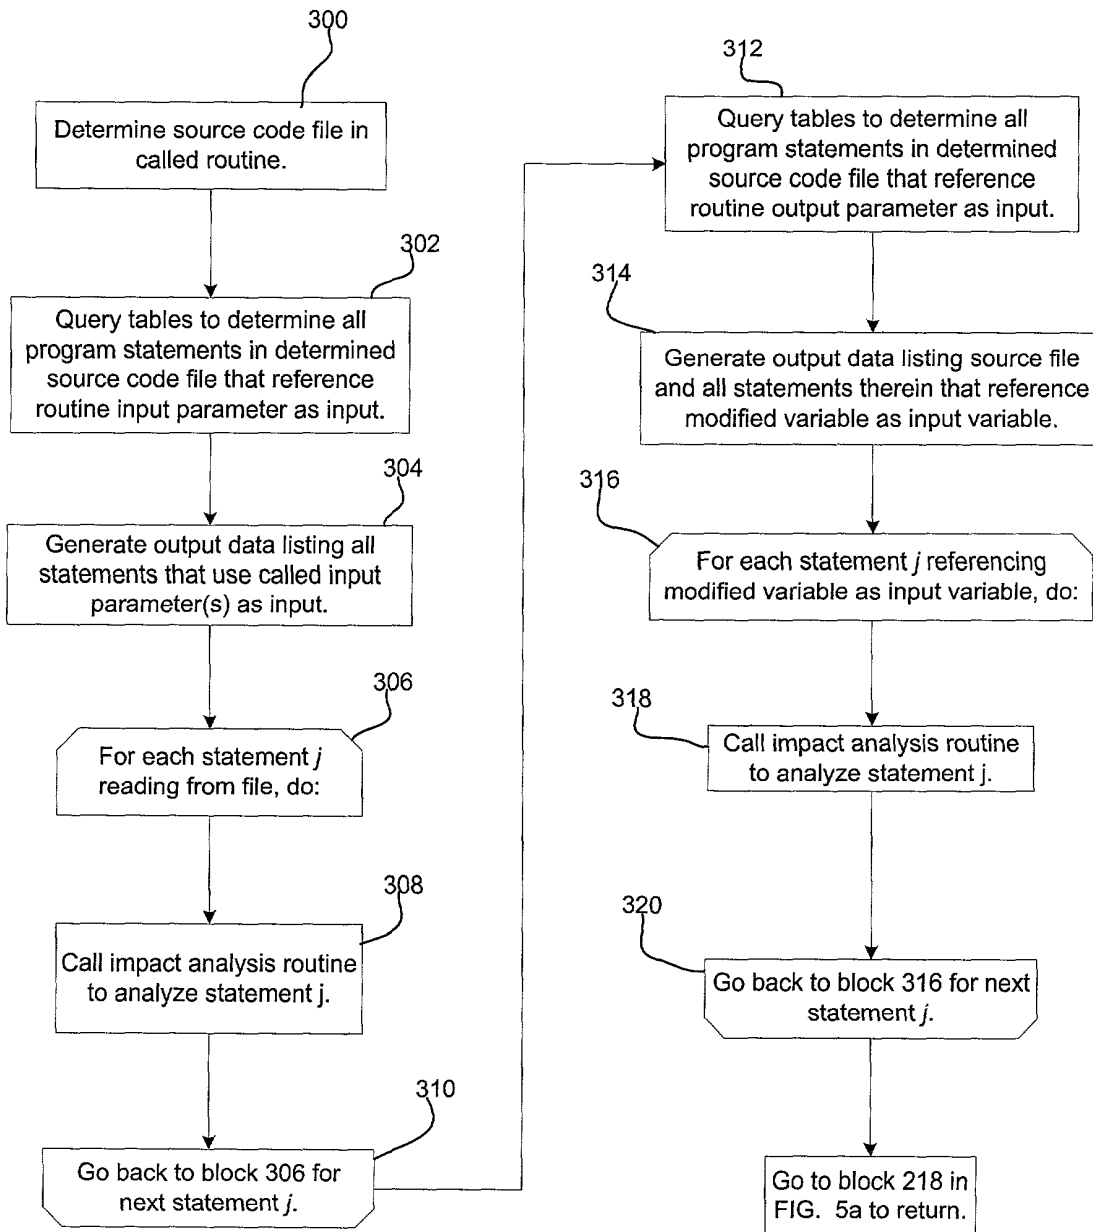 300
Determine source code file in
called routine.
302
Query tables to determine all
program statements in determined
source code file that reference
routine input parameter as input.
304
Generate output data listing all
statements that use called input
parameter(s) as input.
306
For each statement j
reading from file, do:
308
Call impact analysis routine
to analyze statement j.
310
Go back to block 306 for
next statement j.
312
Query tables to determine all
program statements in determined
source code file that reference
routine output parameter as input.
314
Generate output data listing source file
and all statements therein that reference
modified variable as input variable.
316
For each statement j referencing
modified variable as input variable, do:
318
Call impact analysis routine
to analyze statement j.
320
Go back to block 316 for next
statement j.
Go to block 218 in
FIG. 5a to return.